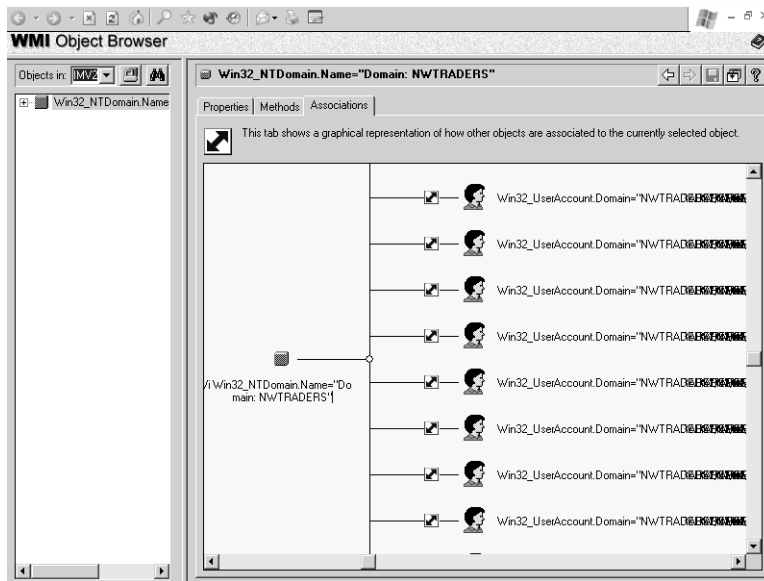 WMI Object Browser
Objects in:
Win32_NTDomain.Name
Win32_NTDomain.Name="Domain: NWTRADERS"
Properties
Methods
Associations
This tab shows a graphical representation of how other objects are associated to the currently selected object.
Win32_UserAccount.Domain="NWTRAD
Win32_UserAccount.Domain="NWTRAD
Win32_UserAccount.Domain="NWTRAD
Win32_UserAccount.Domain="NWTRAD
Win32_NTDomain.Name="Do
main: NWTRADERS"
Win32_UserAccount.Domain="NWTRAD
Win32_UserAccount.Domain="NWTRAD
Win32_UserAccount.Domain="NWTRAD
Win32_UserAccount.Domain="NWTRAD